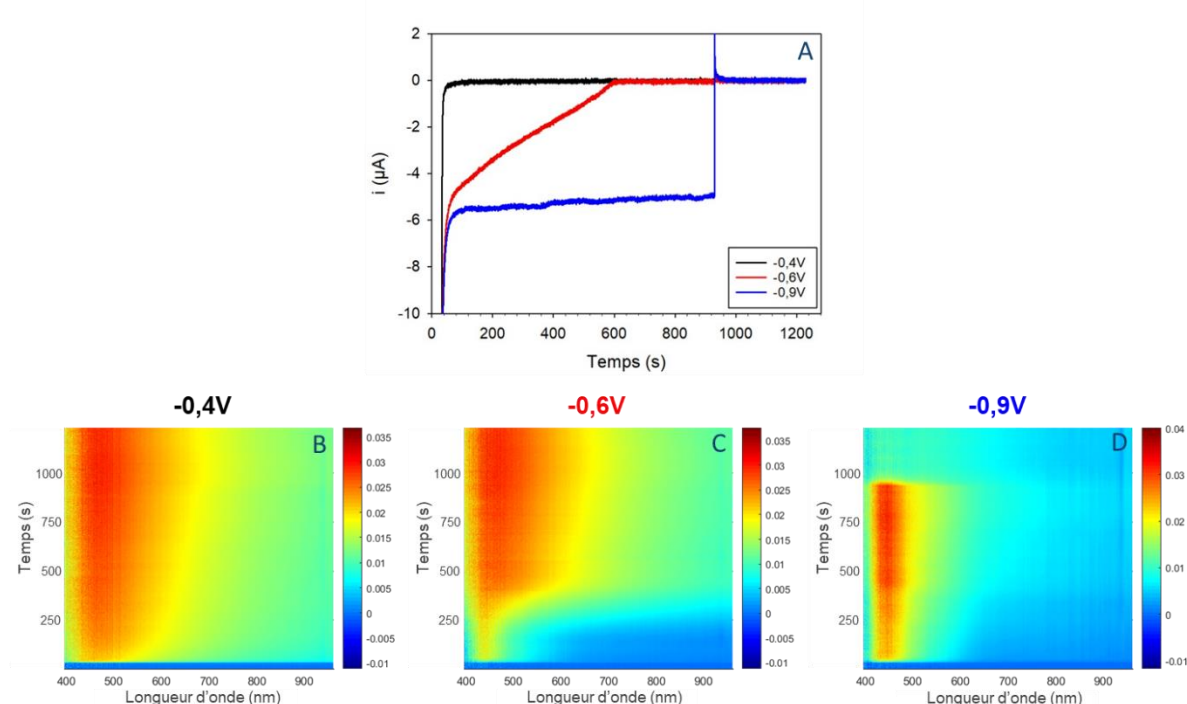 A
2
0
-2
-4
-6
-8
-10
i (µA)
-0,4V
-0,6V
-0,9V
0 200 400 600 800 1000 1200
Temps (s)
-0,4V
-0,6V
-0,9V
B
1000
750
500
250
Temps (s)
400 500 600 700 800 900
Longueur d'onde (nm)
0.035
0.03
0.025
0.02
0.015
0.01
0.005
0
-0.005
-0.01
C
1000
750
500
250
Temps (s)
400 500 600 700 800 900
Longueur d'onde (nm)
0.035
0.03
0.025
0.02
0.015
0.01
0.005
0
-0.005
-0.01
D
1000
750
500
250
Temps (s)
400 500 600 700 800 900
Longueur d'onde (nm)
0.04
0.03
0.02
0.01
0
-0.01